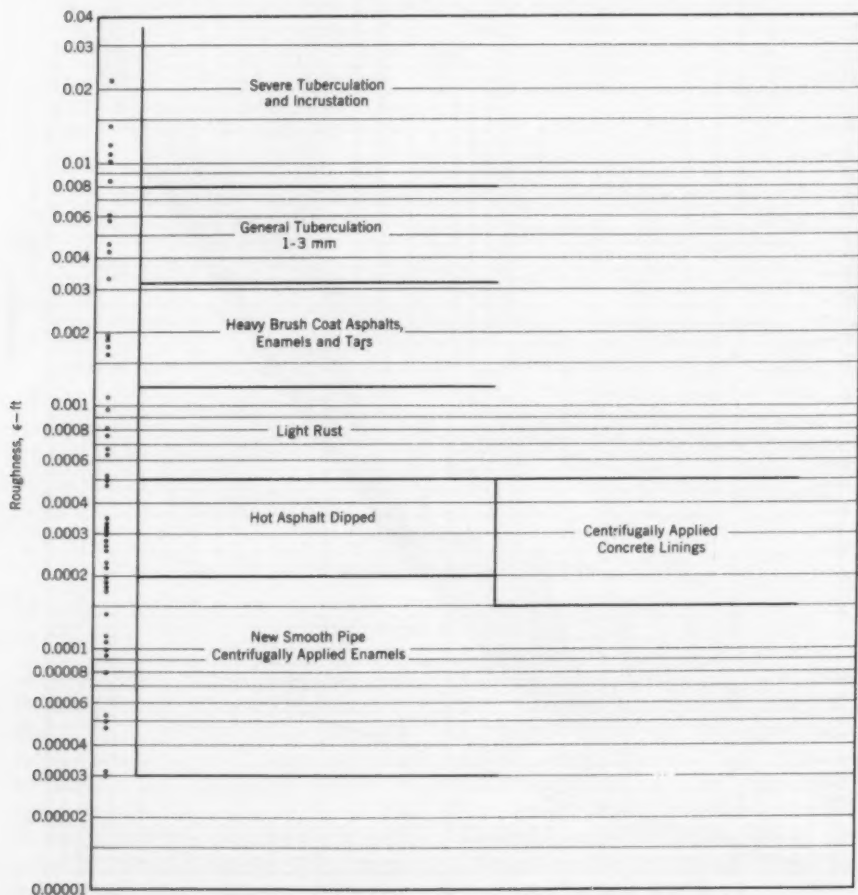 0.04
0.03
0.02
0.01
0.008
0.006
0.004
0.003
0.002
0.001
0.0008
0.0006
0.0004
0.0003
0.0002
0.0001
0.00008
0.00006
0.00004
0.00003
0.00002
0.00001
Roughness, ϵ—ft
Severe Tuberculation
and Incrustation
General Tuberculation
1-3 mm
Heavy Brush Coat Asphalts,
Enamels and Tars
Light Rust
Hot Asphalt Dipped
Centrifugally Applied
Concrete Linings
New Smooth Pipe
Centrifugally Applied Enamels